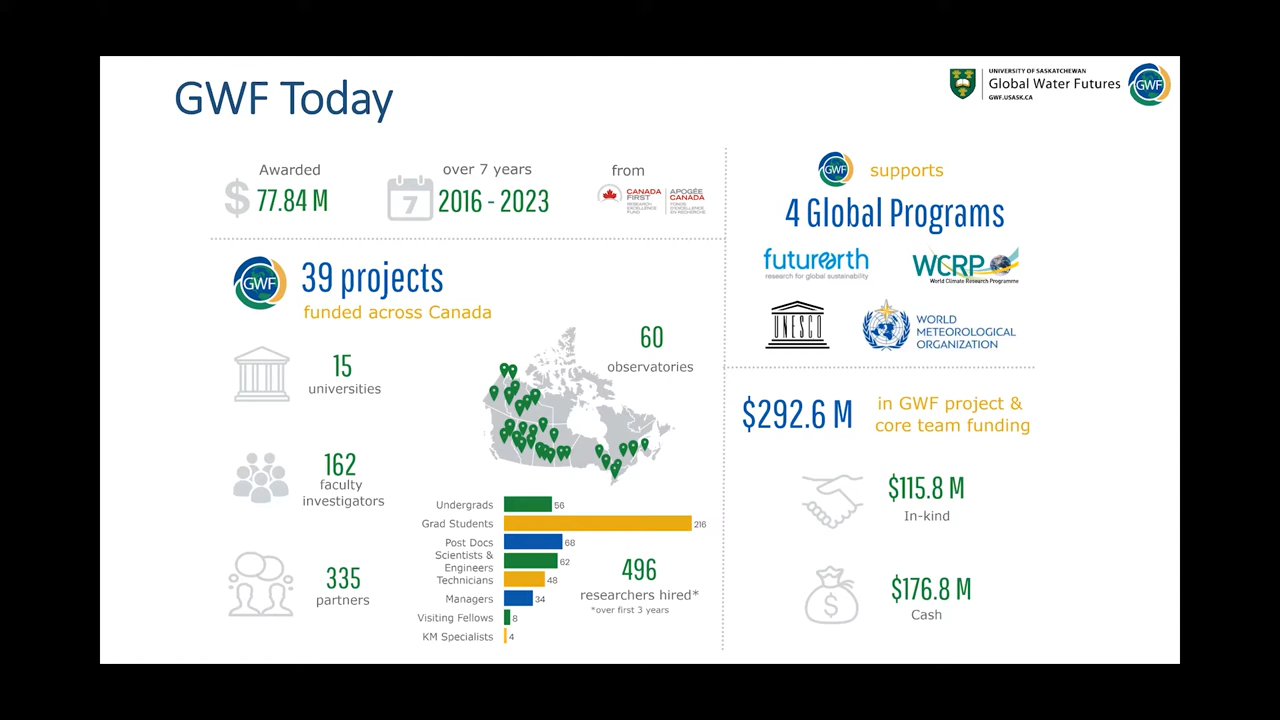 GWF Today
UNIVERSITY OF SASKATCHEWAN
Global Water Futures
GWF.USASK.CA
GWF
Awarded
$ 77.84 M
over 7 years
7
2016 - 2023
from
CANADA
FIRST
RESEARCH
EXCELLENCE
FUND
APOGÉE
CANADA
FONDS
D'EXCELLENCE
EN RECHERCHE
GWF
39 projects
funded across Canada
15
universities
162
faculty
investigators
335
partners
60
observatories
Undergrads 56
Grad Students 216
Post Docs 68
Scientists &
Engineers 62
Technicians 48
Managers 34
Visiting Fellows 8
KM Specialists 4
496
researchers hired*
*over first 3 years
GWF
supports
4 Global Programs
futurearth
research for global sustainability
WCRP
World Climate Research Programme
UNESCO
WORLD
METEOROLOGICAL
ORGANIZATION
$292.6 M
in GWF project &
core team funding
$115.8 M
In-kind
$
$176.8 M
Cash